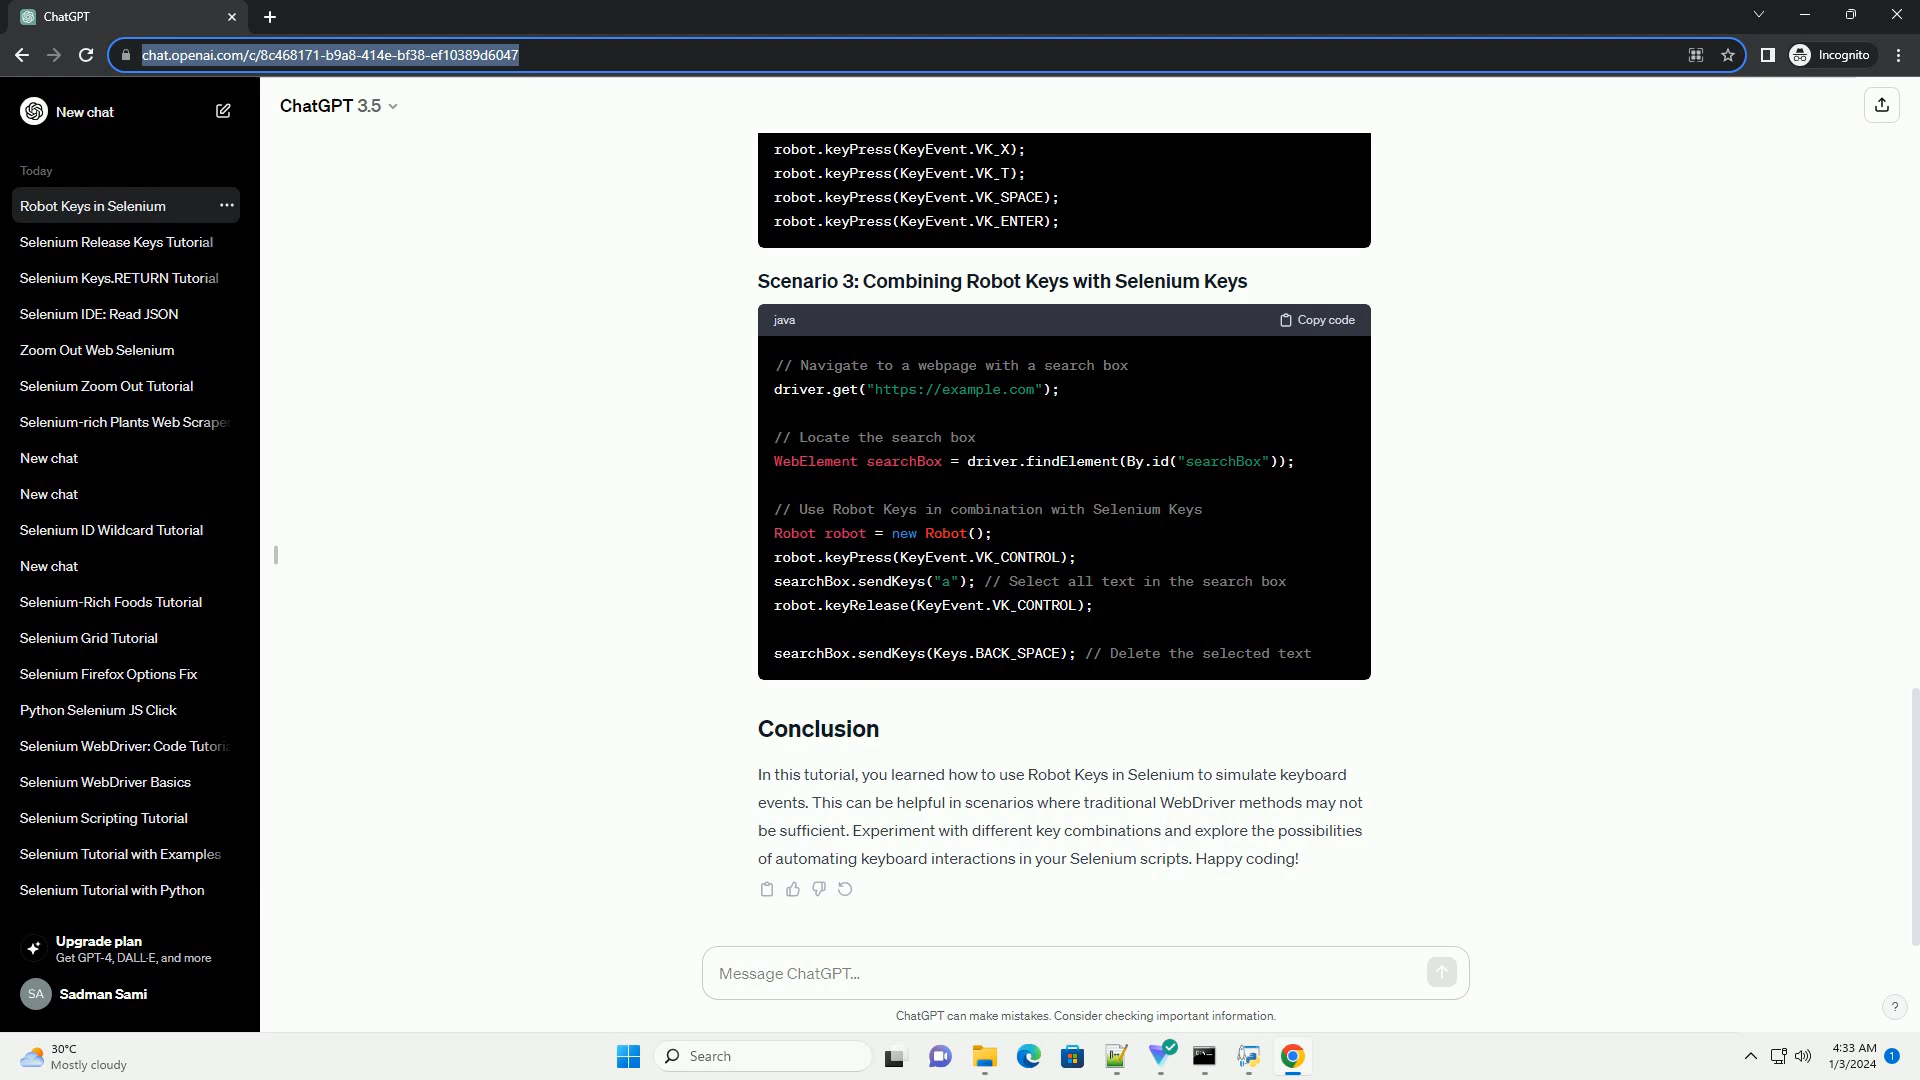 ChatGPT
chat.openai.com/c/8c468171-b9a8-414e-bf38-ef10389d6047
Incognito
New chat
Today
Robot Keys in Selenium
Selenium Release Keys Tutorial
Selenium Keys.RETURN Tutorial
Selenium IDE: Read JSON
Zoom Out Web Selenium
Selenium Zoom Out Tutorial
Selenium-rich Plants Web Scrape
New chat
New chat
Selenium ID Wildcard Tutorial
New chat
Selenium-Rich Foods Tutorial
Selenium Grid Tutorial
Selenium Firefox Options Fix
Python Selenium JS Click
Selenium WebDriver: Code Tutoria
Selenium WebDriver Basics
Selenium Scripting Tutorial
Selenium Tutorial with Examples
Selenium Tutorial with Python
Upgrade plan
Get GPT-4, DALL·E, and more
SA
Sadman Sami
ChatGPT 3.5
robot.keyPress(KeyEvent.VK_X);
robot.keyPress(KeyEvent.VK_T);
robot.keyPress(KeyEvent.VK_SPACE);
robot.keyPress(KeyEvent.VK_ENTER);
Scenario 3: Combining Robot Keys with Selenium Keys
java Copy code
// Navigate to a webpage with a search box
driver.get("https://example.com");
// Locate the search box
WebElement searchBox = driver.findElement(By.id("searchBox"));
// Use Robot Keys in combination with Selenium Keys
Robot robot = new Robot();
robot.keyPress(KeyEvent.VK_CONTROL);
searchBox.sendKeys("a"); // Select all text in the search box
robot.keyRelease(KeyEvent.VK_CONTROL);
searchBox.sendKeys(Keys.BACK_SPACE); // Delete the selected text
Conclusion
In this tutorial, you learned how to use Robot Keys in Selenium to simulate keyboard
events. This can be helpful in scenarios where traditional WebDriver methods may not
be sufficient. Experiment with different key combinations and explore the possibilities
of automating keyboard interactions in your Selenium scripts. Happy coding!
Message ChatGPT...
ChatGPT can make mistakes. Consider checking important information.
?
30°C
Mostly cloudy
Search
4:33 AM
1/3/2024
1